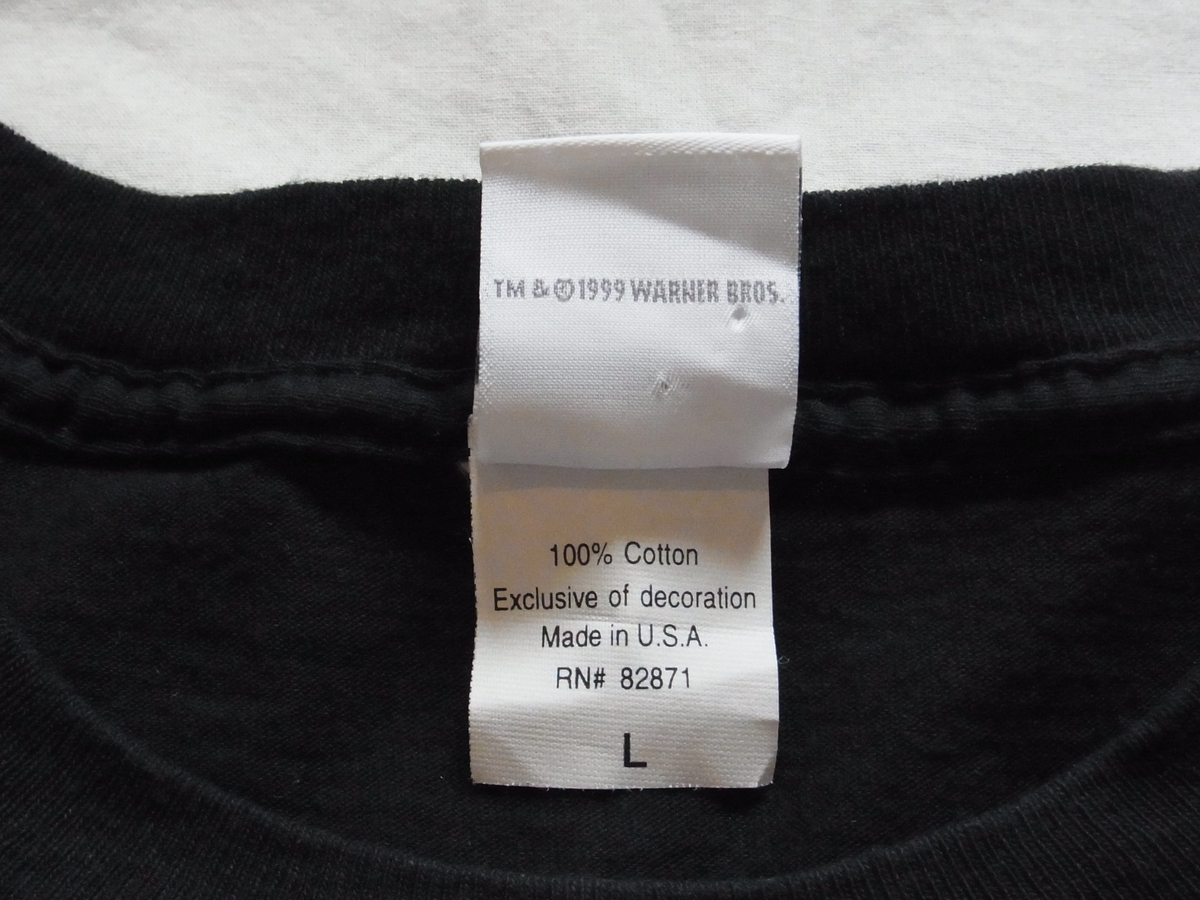 TM & ©1999 WARNER BROS.
100% Cotton
Exclusive of decoration
Made in U.S.A.
RN# 82871
L